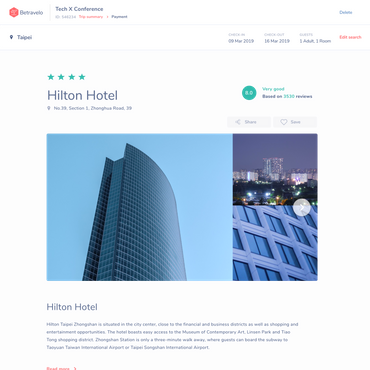 Betravelo
Tech X Conference
Trip summary > Payment
Delete
Taipei
CHECK-IN
09 Mar 2019
CHECK-OUT
16 Mar 2019
GUESTS
1 Adult, 1 Room
Edit search
Hilton Hotel
No.39, Section 1, Zhonghua Road, 39
8.0
Very good
Based on 3530 reviews
Share
Save
Hilton Hotel
Hilton Taipei Zhongshan is situated in the city center, close to the financial and business districts as well as shopping and
entertainment opportunities. The hotel boasts easy access to the Museum of Contemporary Art, Linsen Park and Tiao
Tong shopping district. Zhongshan Station is only a three-minute walk away, where guests can board the subway to
Taoyuan Taiwan International Airport or Taipei Songshan International Airport.
Read more